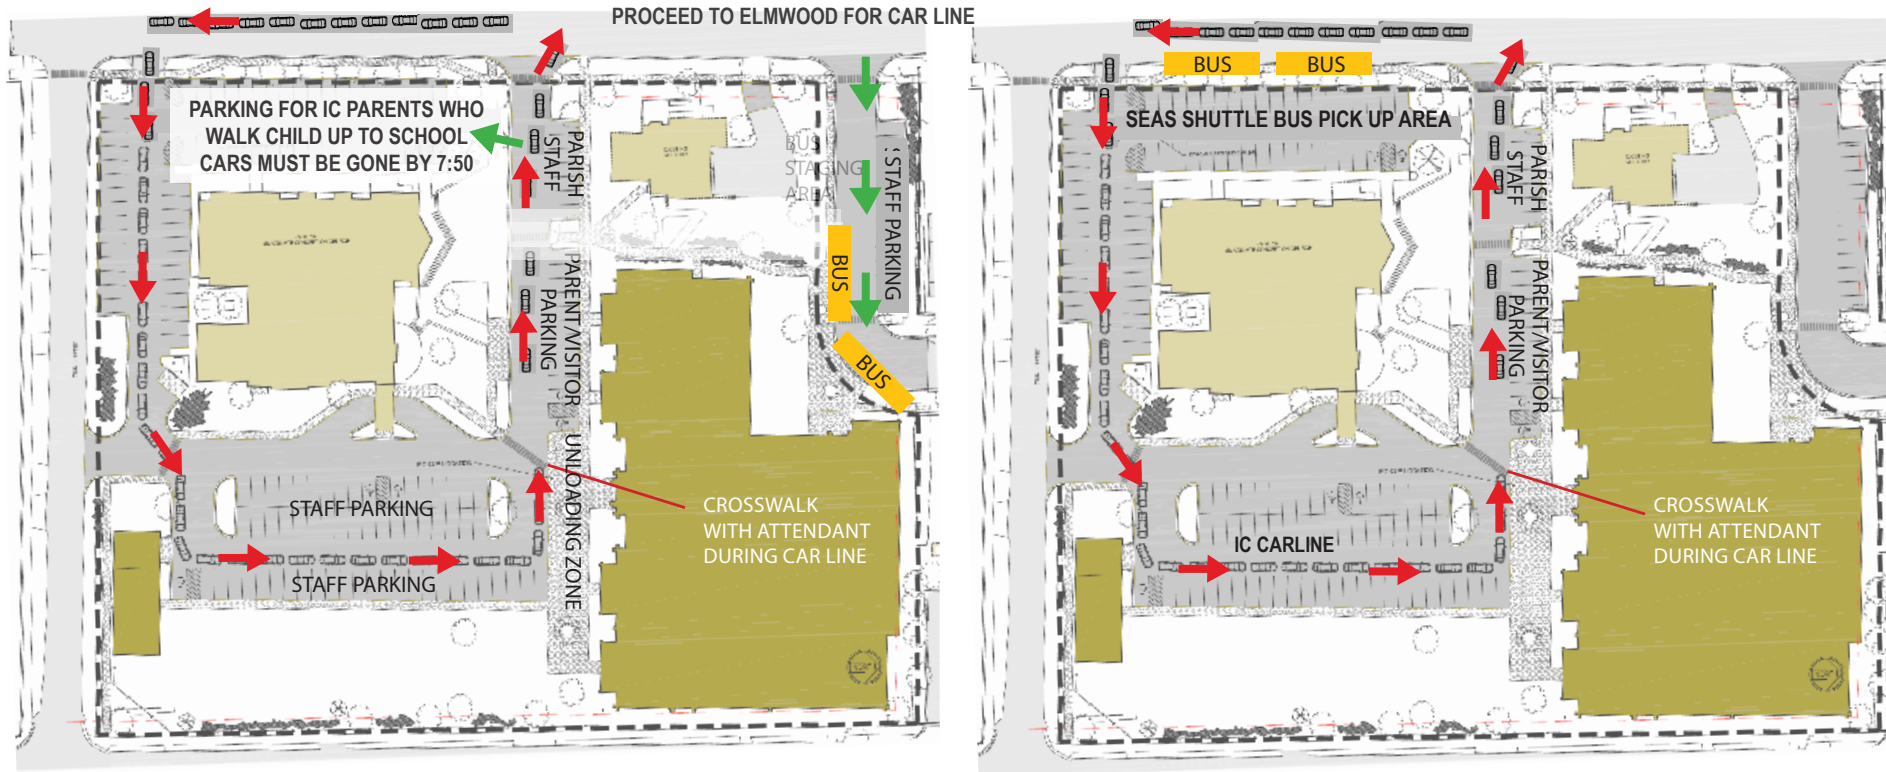 PROCEED TO ELMWOOD FOR CAR LINE
PARKING FOR IC PARENTS WHO
WALK CHILD UP TO SCHOOL
CARS MUST BE GONE BY 7:50
PARISH
STAFF
BUS
STAGING
AREA
STAFF PARKING
BUS
BUS
PARENT/VISITOR
PARKING
UNLOADING ZONE
STAFF PARKING
STAFF PARKING
CROSSWALK
WITH ATTENDANT
DURING CAR LINE
BUS
BUS
SEAS SHUTTLE BUS PICK UP AREA
PARISH
STAFF
PARENT/VISITOR
PARKING
IC CARLINE
CROSSWALK
WITH ATTENDANT
DURING CAR LINE